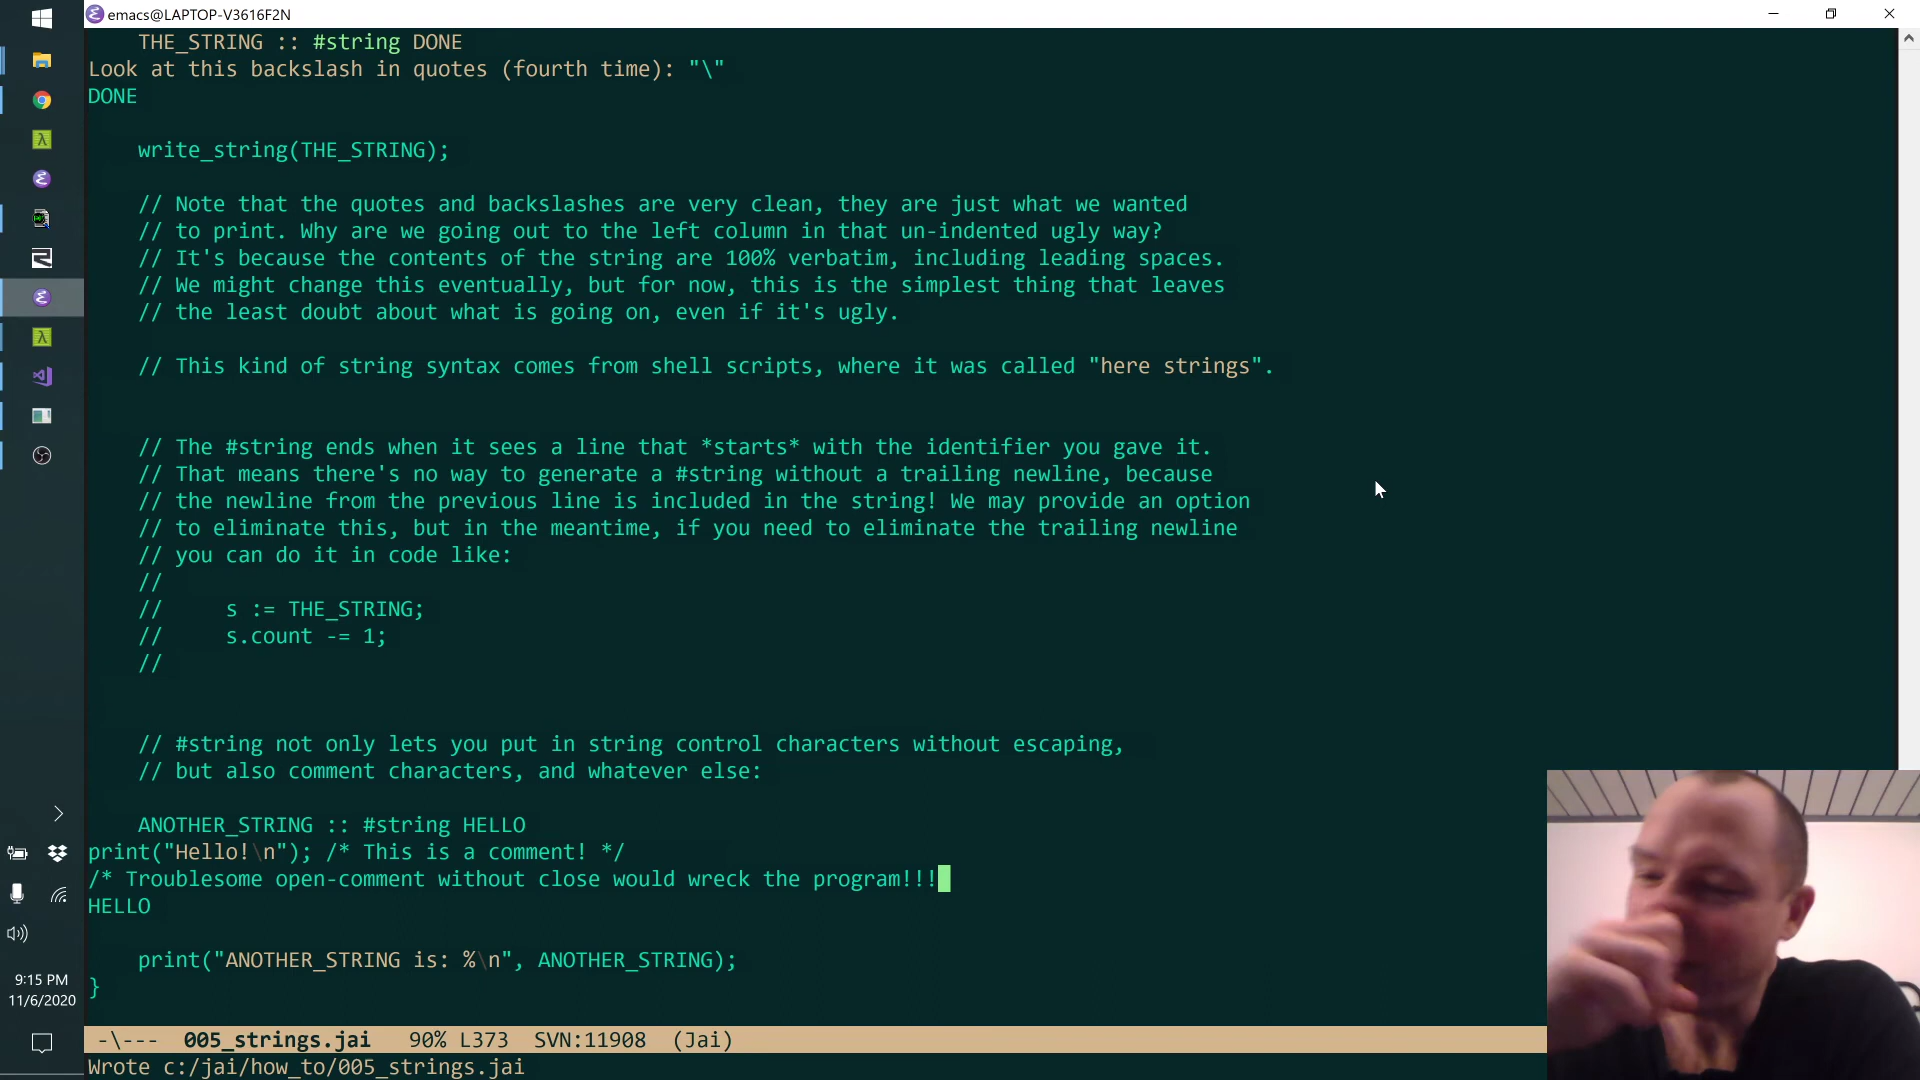 emacs@LAPTOP-V3616F2N
THE_STRING :: #string DONE
Look at this backslash in quotes (fourth time): "\"
DONE
write_string(THE_STRING);
// Note that the quotes and backslashes are very clean, they are just what we wanted
// to print. Why are we going out to the left column in that un-indented ugly way?
// It's because the contents of the string are 100% verbatim, including leading spaces.
// We might change this eventually, but for now, this is the simplest thing that leaves
// the least doubt about what is going on, even if it's ugly.
// This kind of string syntax comes from shell scripts, where it was called "here strings".
// The #string ends when it sees a line that *starts* with the identifier you gave it.
// That means there's no way to generate a #string without a trailing newline, because
// the newline from the previous line is included in the string! We may provide an option
// to eliminate this, but in the meantime, if you need to eliminate the trailing newline
// you can do it in code like:
//
//     s := THE_STRING;
//     s.count -= 1;
//
// #string not only lets you put in string control characters without escaping,
// but also comment characters, and whatever else:
ANOTHER_STRING :: #string HELLO
print("Hello!\n"); /* This is a comment! */
/* Troublesome open-comment without close would wreck the program!!!
HELLO
print("ANOTHER_STRING is: %\n", ANOTHER_STRING);
}
-\--- 005_strings.jai 90% L373 SVN:11908 (Jai)
Wrote c:/jai/how_to/005_strings.jai
9:15 PM
11/6/2020